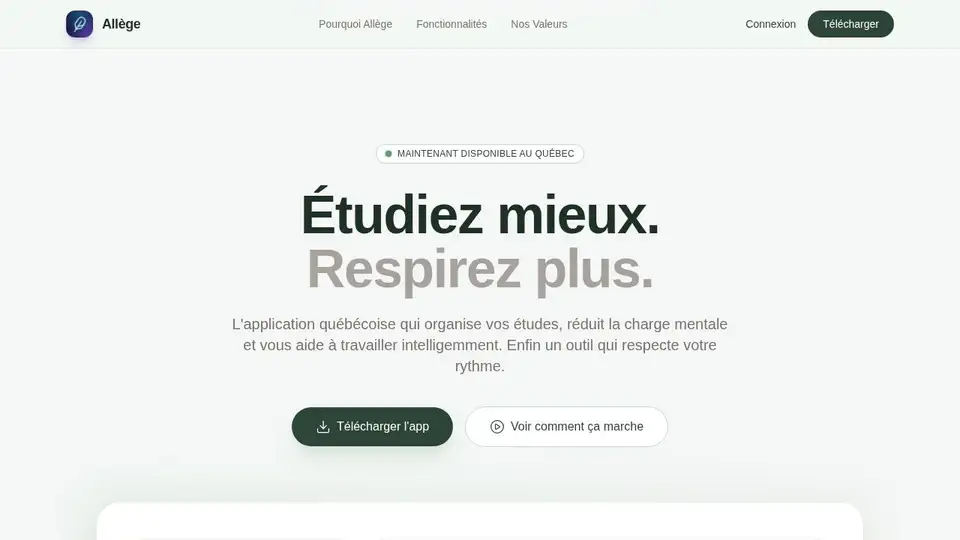 Allège
Pourquoi Allège
Fonctionnalités
Nos Valeurs
Connexion
Télécharger
MAINTENANT DISPONIBLE AU QUÉBEC
Étudiez mieux.
Respirez plus.
L'application québécoise qui organise vos études, réduit la charge mentale
et vous aide à travailler intelligemment. Enfin un outil qui respecte votre
rythme.
Télécharger l'app
Voir comment ça marche